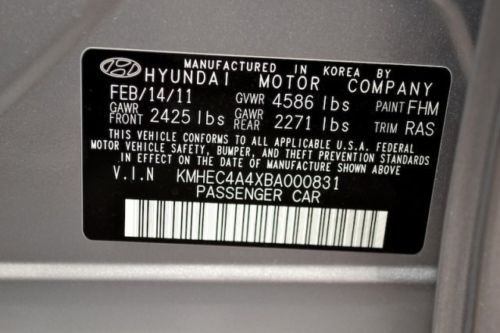 MANUFACTURED IN KOREA BY
HYUNDAI MOTOR COMPANY
FEB/14/11 GVWR 4586 lbs PAINT FHM
GAWR FRONT 2425 lbs GAWR REAR 2271 lbs TRIM RAS
THIS VEHICLE CONFORMS TO ALL APPLICABLE U.S.A. FEDERAL
MOTOR VEHICLE SAFETY, BUMPER, AND THEFT PREVENTION STANDARDS
IN EFFECT ON THE DATE OF MANUFACTURE SHOWN ABOVE
V.I.N KMHEC4A4XBA000831
PASSENGER CAR